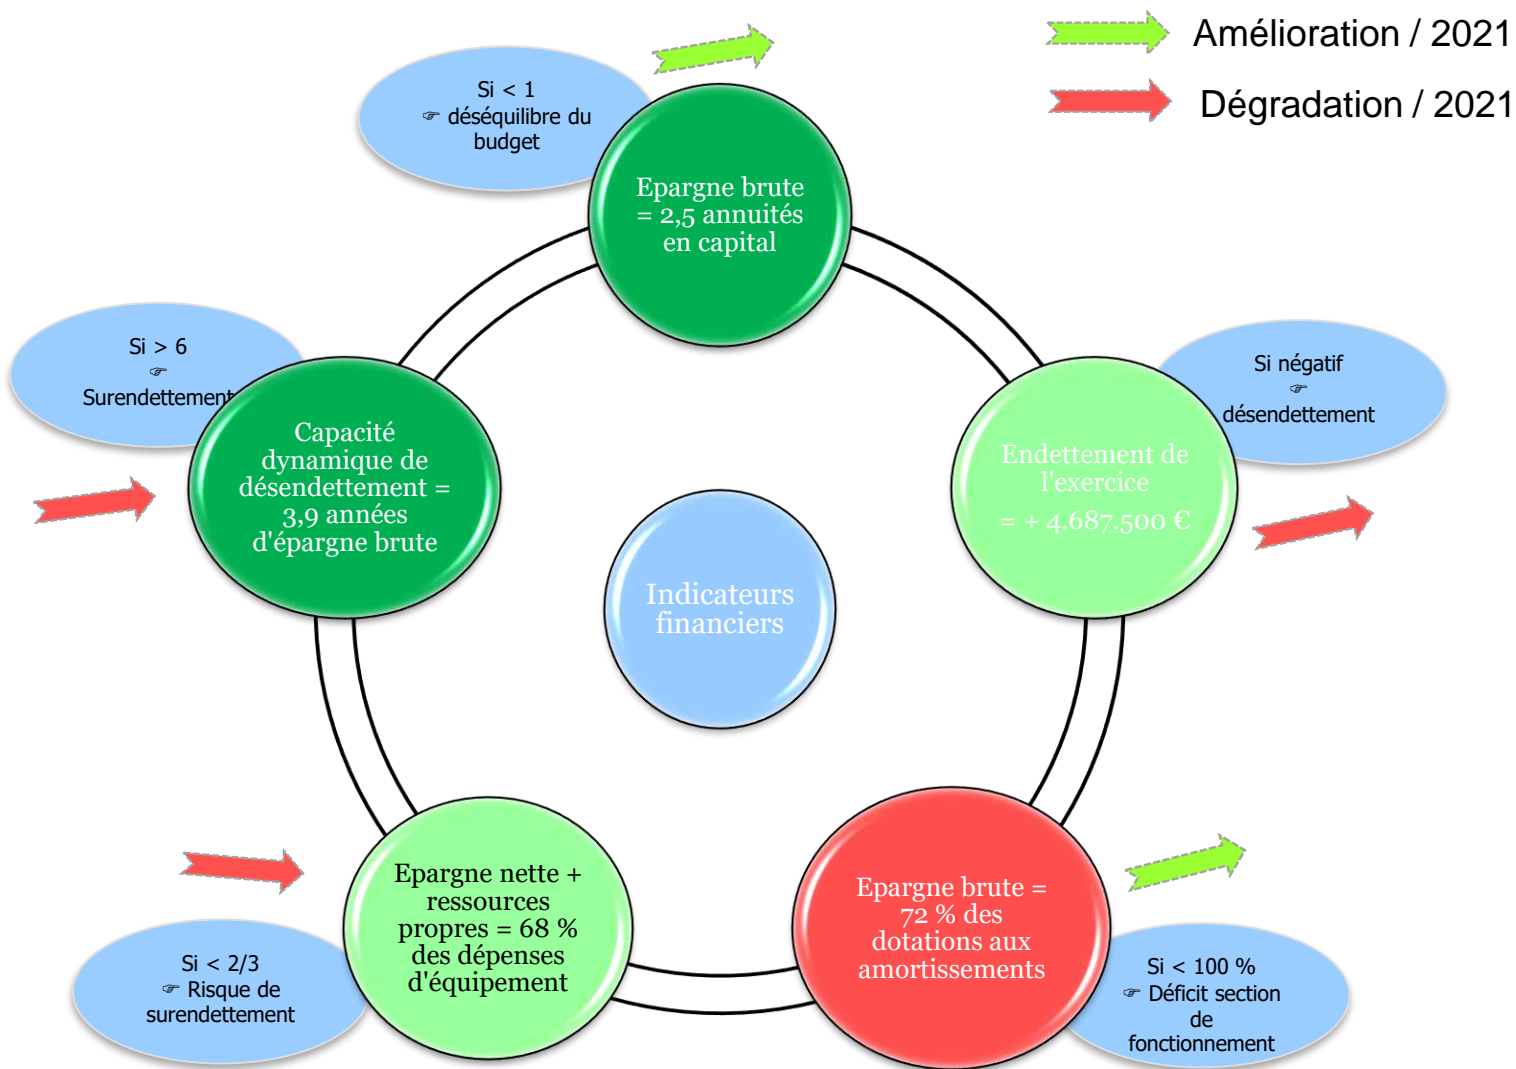 Amélioration / 2021
Dégradation / 2021
Si < 1
☞ déséquilibre du
budget
Epargne brute
= 2,5 annuités
en capital
Si > 6
☞
Surendettement
Capacité
dynamique de
désendettement =
3,9 années
d'épargne brute
Si négatif
☞
désendettement
Endettement de
l'exercice
= + 4.687.500 €
Indicateurs
financiers
Epargne nette +
ressources
propres = 68 %
des dépenses
d'équipement
Si < 2/3
☞ Risque de
surendettement
Epargne brute =
72 % des
dotations aux
amortissements
Si < 100 %
☞ Déficit section
de
fonctionnement